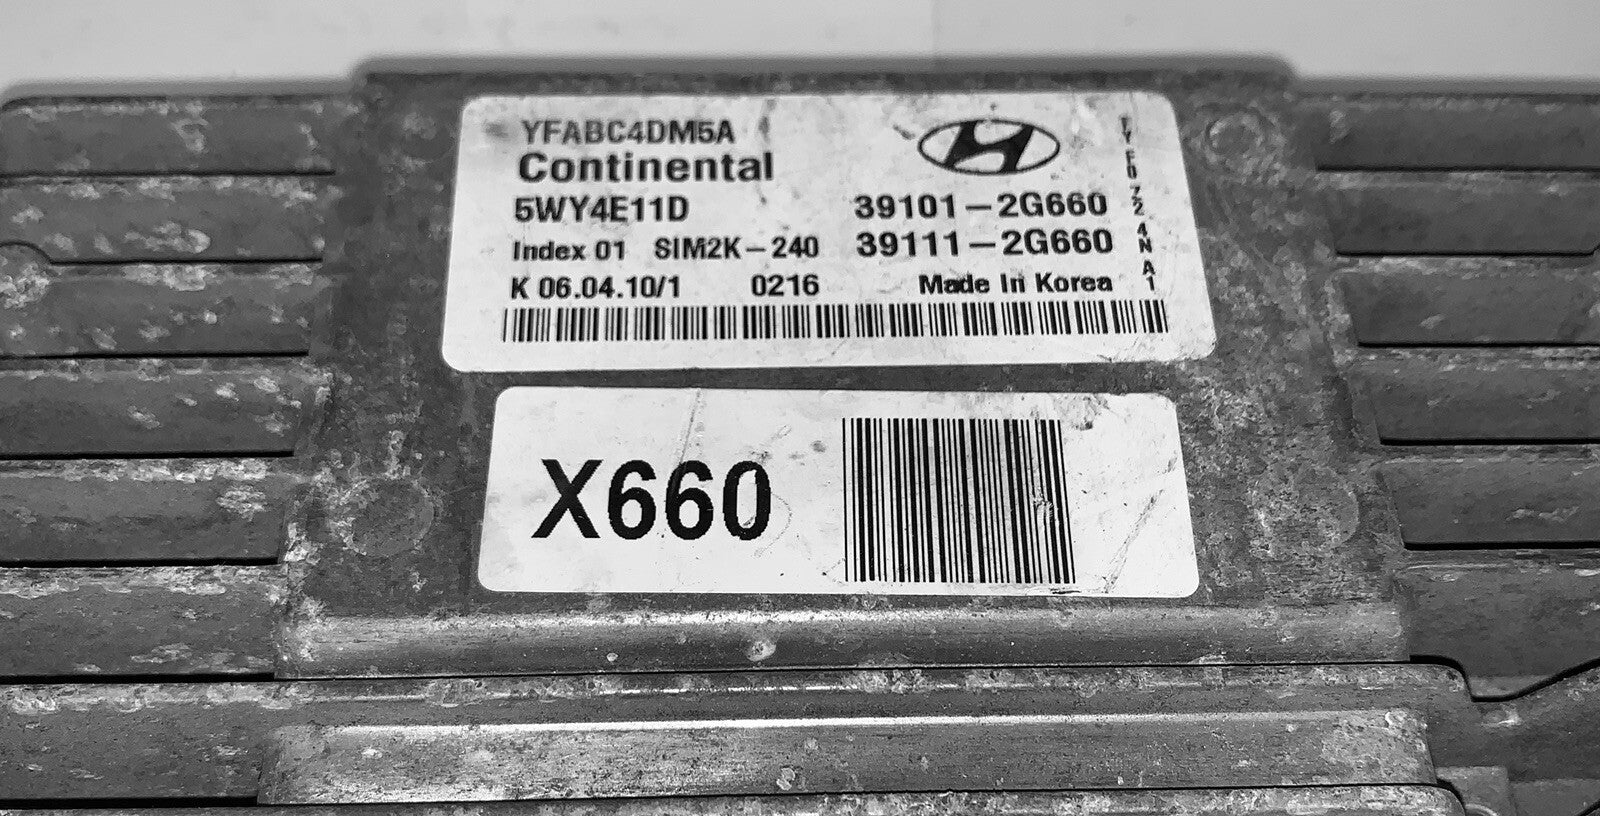 YFABC4DM5A
Continental
5WY4E11D 39101-2G660
Index 01 SIM2K-240 39111-2G660
K 06.04.10/1 0216 Made In Korea
X660